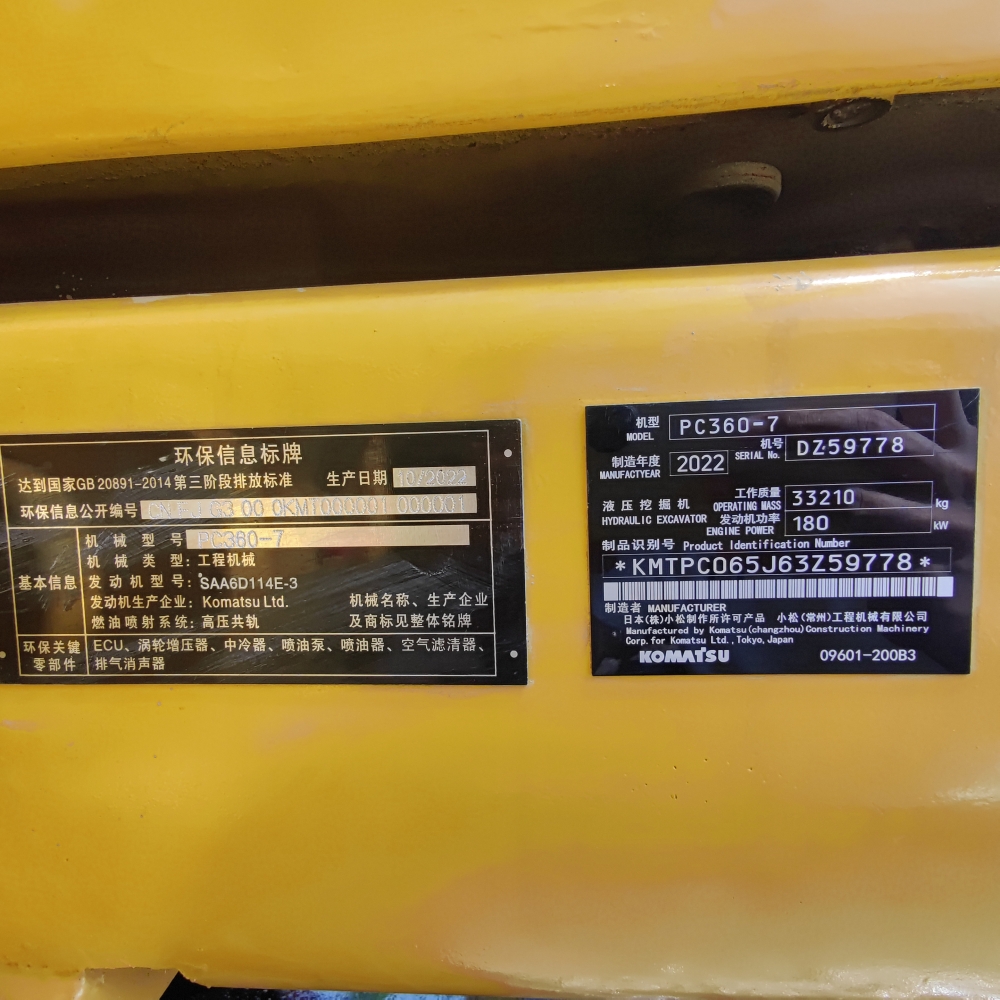 环保信息标牌
达到国家GB 20891-2014 第三阶段排放标准 生产日期 10/2022
环保信息公开编号 G3 00 0KMT000001 000001
基本信息
机械型号 PC360-7
机械类型: 工程机械
发动机型号: SAA6D114E-3
发动机生产企业: Komatsu Ltd.
燃油喷射系统: 高压共轨
机械名称、生产企业
及商标见整体铭牌
环保关键
零部件
ECU、涡轮增压器、中冷器、喷油泵、喷油器、空气滤清器、
排气消声器
机型
MODEL
PC360-7
机号
SERIAL No.
DZ59778
制造年度
MANUFACTYEAR
2022
液压挖掘机
HYDRAULIC EXCAVATOR
工作质量
OPERATING MASS
33210 kg
发动机功率
ENGINE POWER
180 kW
制品识别号 Product Identification Number
*KMTPC065J63Z59778*
制造者 MANUFACTURER
日本(株)小松制作所许可产品 小松(常州)工程机械有限公司
Manufactured by Komatsu(changzhou)Construction Machinery
Corp.for Komatsu Ltd.,Tokyo,Japan
KOMATSU 09601-200B3